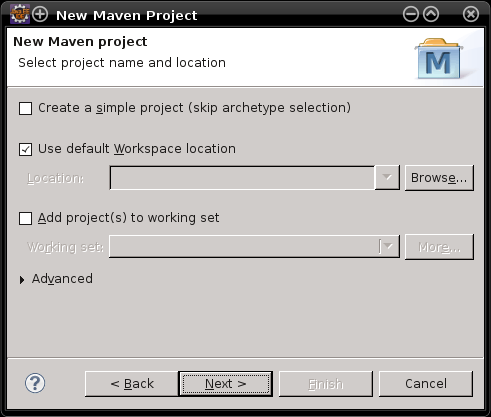 New Maven Project
New Maven project
Select project name and location
M
Create a simple project (skip archetype selection)
Use default Workspace location
Location:
Browse...
Add project(s) to working set
Working set:
More...
Advanced
?
< Back
Next >
Finish
Cancel